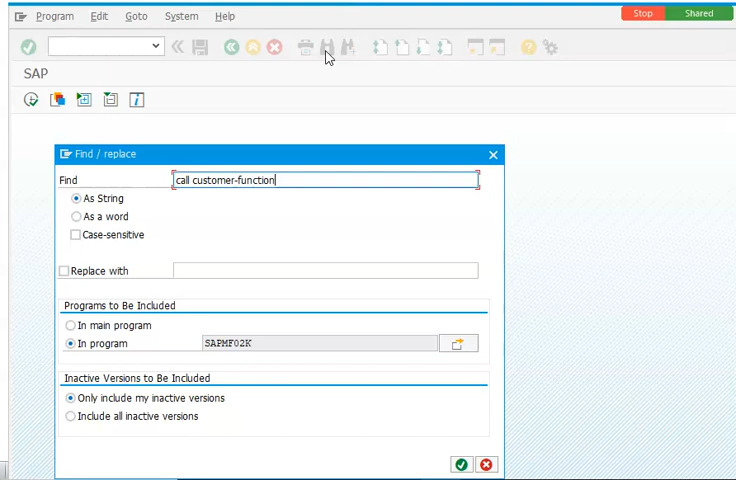 Program Edit Goto System Help
Stop Shared
SAP
Find / replace
Find call customer-function
As String
As a word
Case-sensitive
Replace with
Programs to Be Included
In main program
In program SAPMF02K
Inactive Versions to Be Included
Only include my inactive versions
Include all inactive versions